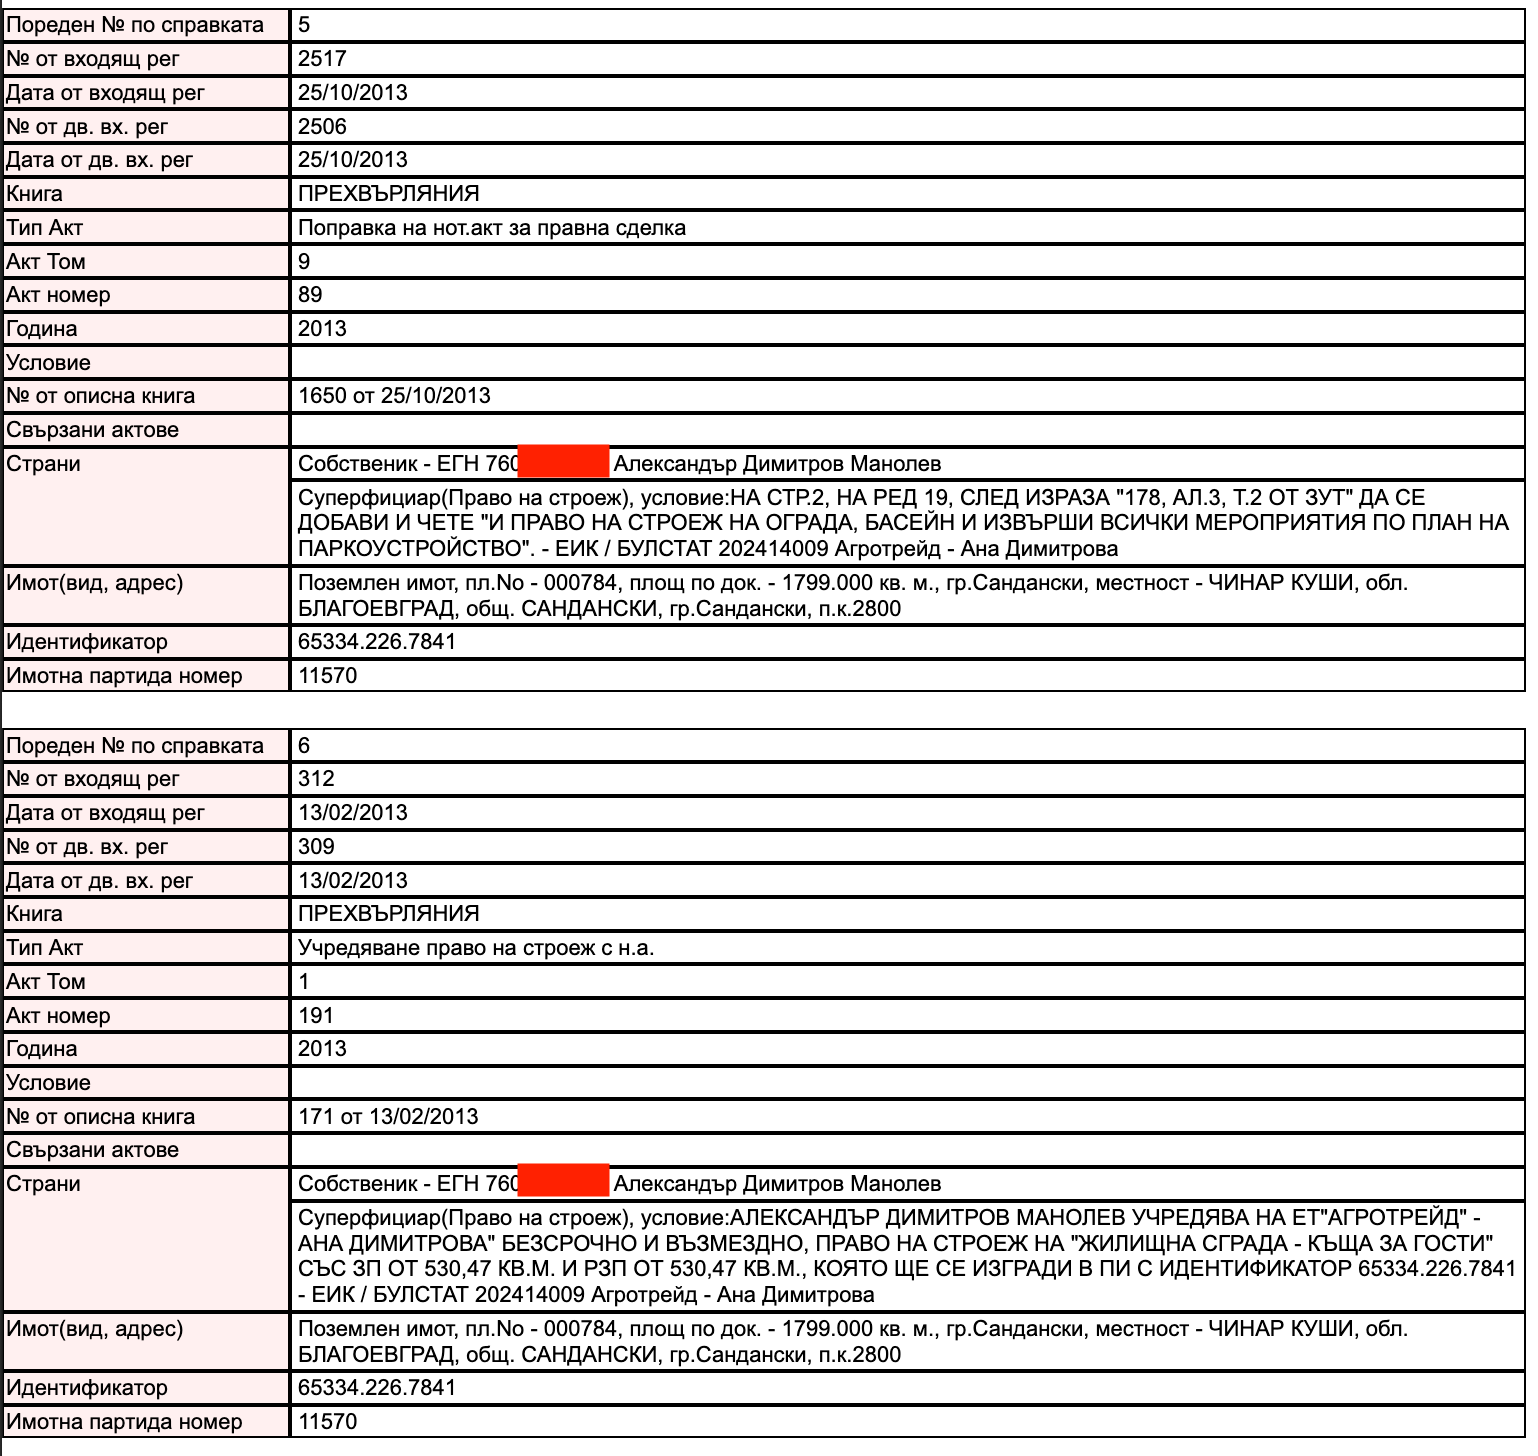 Пореден № по справката 5
№ от входящ рег 2517
Дата от входящ рег 25/10/2013
№ от дв. вх. рег 2506
Дата от дв. вх. рег 25/10/2013
Книга ПРЕХВЪРЛЯНИЯ
Тип Акт Поправка на нот.акт за правна сделка
Акт Том 9
Акт номер 89
Година 2013
Условие
№ от описна книга 1650 от 25/10/2013
Свързани актове
Страни Собственик - ЕГН 760 Александър Димитров Манолев
Суперфициар(Право на строеж), условие:НА СТР.2, НА РЕД 19, СЛЕД ИЗРАЗА "178, АЛ.3, Т.2 ОТ ЗУТ" ДА СЕ
ДОБАВИ И ЧЕТЕ "И ПРАВО НА СТРОЕЖ НА ОГРАДА, БАСЕЙН И ИЗВЪРШИ ВСИЧКИ МЕРОПРИЯТИЯ ПО ПЛАН НА
ПАРКОУСТРОЙСТВО". - ЕИК / БУЛСТАТ 202414009 Агротрейд - Ана Димитрова
Имот(вид, адрес) Поземлен имот, пл.No - 000784, площ по док. - 1799.000 кв. м., гр.Сандански, местност - ЧИНАР КУШИ, обл.
БЛАГОЕВГРАД, общ. САНДАНСКИ, гр.Сандански, п.к.2800
Идентификатор 65334.226.7841
Имотна партида номер 11570
Пореден № по справката 6
№ от входящ рег 312
Дата от входящ рег 13/02/2013
№ от дв. вх. рег 309
Дата от дв. вх. рег 13/02/2013
Книга ПРЕХВЪРЛЯНИЯ
Тип Акт Учредяване право на строеж с н.а.
Акт Том 1
Акт номер 191
Година 2013
Условие
№ от описна книга 171 от 13/02/2013
Свързани актове
Страни Собственик - ЕГН 760 Александър Димитров Манолев
Суперфициар(Право на строеж), условие:АЛЕКСАНДЪР ДИМИТРОВ МАНОЛЕВ УЧРЕДЯВА НА ЕТ"АГРОТРЕЙД" -
АНА ДИМИТРОВА" БЕЗСРОЧНО И ВЪЗМЕЗДНО, ПРАВО НА СТРОЕЖ НА "ЖИЛИЩНА СГРАДА - КЪЩА ЗА ГОСТИ"
СЪС ЗП ОТ 530,47 КВ.М. И РЗП ОТ 530,47 КВ.М., КОЯТО ЩЕ СЕ ИЗГРАДИ В ПИ С ИДЕНТИФИКАТОР 65334.226.7841
- ЕИК / БУЛСТАТ 202414009 Агротрейд - Ана Димитрова
Имот(вид, адрес) Поземлен имот, пл.No - 000784, площ по док. - 1799.000 кв. м., гр.Сандански, местност - ЧИНАР КУШИ, обл.
БЛАГОЕВГРАД, общ. САНДАНСКИ, гр.Сандански, п.к.2800
Идентификатор 65334.226.7841
Имотна партида номер 11570